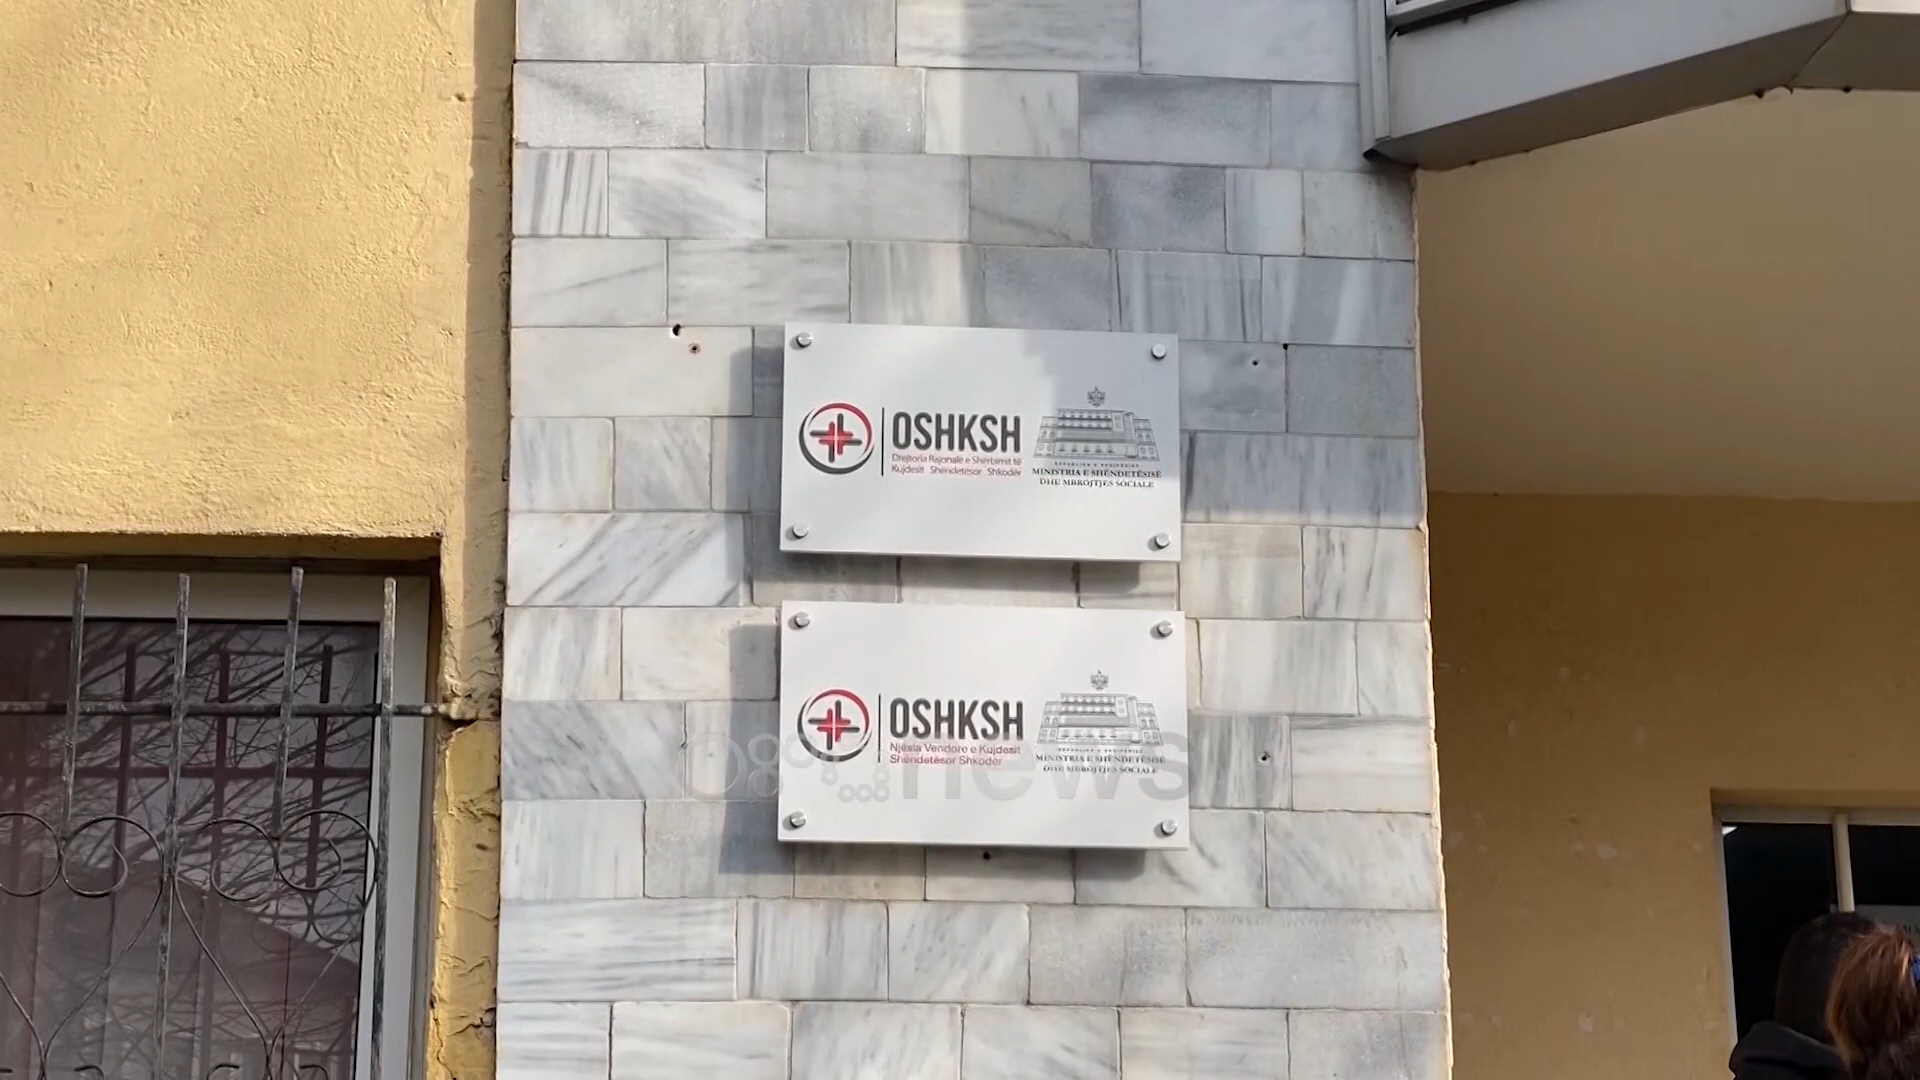 OSHKSH
Drejtoria Rajonale e Shërbimit të
Kujdesit Shëndetësor Shkodër
REPUBLIKA E SHQIPËRISË
MINISTRIA E SHËNDETËSISË
DHE MBROJTJES SOCIALE
OSHKSH
Njësia Vendore e Kujdesit
Shëndetësor Shkodër
REPUBLIKA E SHQIPËRISË
MINISTRIA E SHËNDETËSISË
DHE MBROJTJES SOCIALE
news